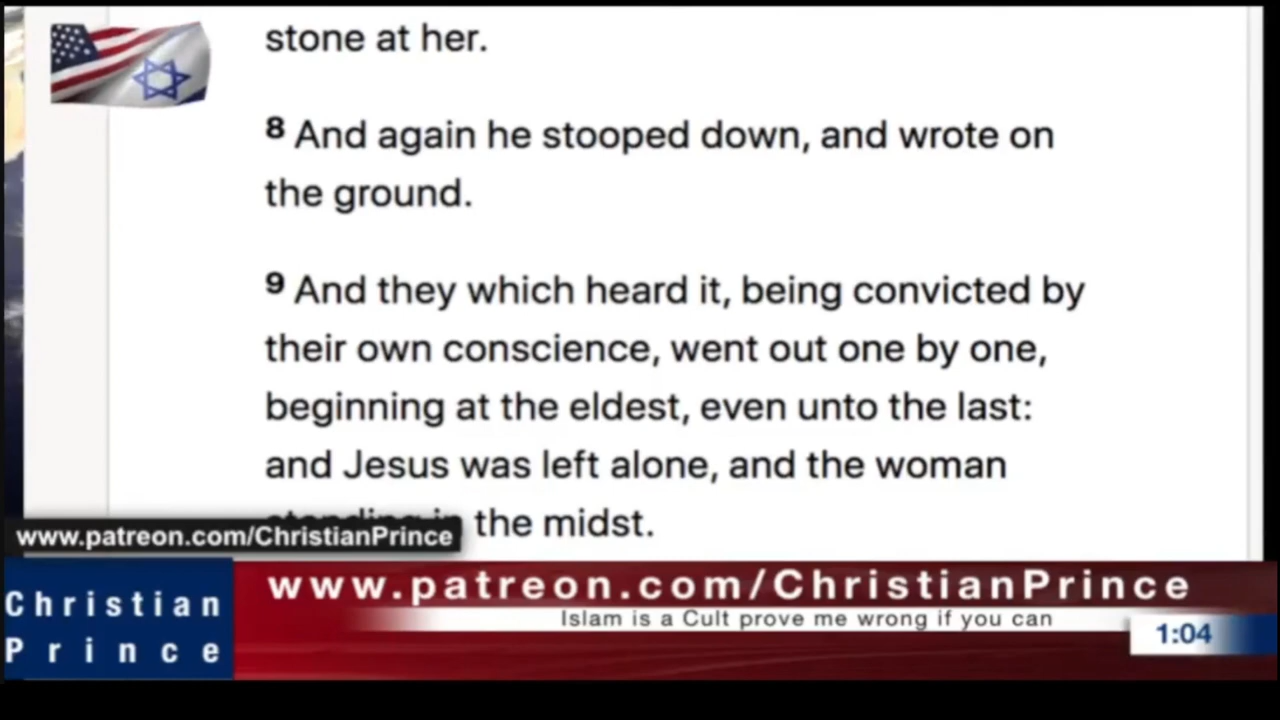 stone at her.
8 And again he stooped down, and wrote on
the ground.
9 And they which heard it, being convicted by
their own conscience, went out one by one,
beginning at the eldest, even unto the last:
and Jesus was left alone, and the woman
the midst.
www.patreon.com/ChristianPrince
www.patreon.com/ChristianPrince
Islam is a Cult prove me wrong if you can
Christian
Prince
1:04